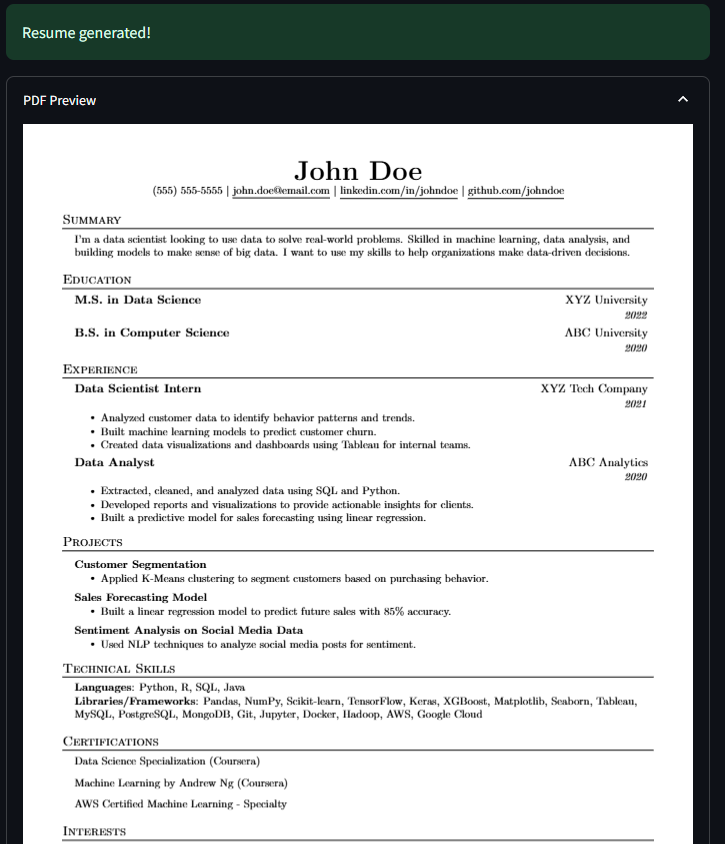 Resume generated!
PDF Preview
John Doe
(555) 555-5555 | john.doe@email.com | linkedin.com/in/johndoe | github.com/johndoe
Summary
I'm a data scientist looking to use data to solve real-world problems. Skilled in machine learning, data analysis, and
building models to make sense of big data. I want to use my skills to help organizations make data-driven decisions.
Education
M.S. in Data Science XYZ University
2022
B.S. in Computer Science ABC University
2020
Experience
Data Scientist Intern XYZ Tech Company
2021
• Analyzed customer data to identify behavior patterns and trends.
• Built machine learning models to predict customer churn.
• Created data visualizations and dashboards using Tableau for internal teams.
Data Analyst ABC Analytics
2020
• Extracted, cleaned, and analyzed data using SQL and Python.
• Developed reports and visualizations to provide actionable insights for clients.
• Built a predictive model for sales forecasting using linear regression.
Projects
Customer Segmentation
• Applied K-Means clustering to segment customers based on purchasing behavior.
Sales Forecasting Model
• Built a linear regression model to predict future sales with 85% accuracy.
Sentiment Analysis on Social Media Data
• Used NLP techniques to analyze social media posts for sentiment.
Technical Skills
Languages: Python, R, SQL, Java
Libraries/Frameworks: Pandas, NumPy, Scikit-learn, TensorFlow, Keras, XGBoost, Matplotlib, Seaborn, Tableau,
MySQL, PostgreSQL, MongoDB, Git, Jupyter, Docker, Hadoop, AWS, Google Cloud
Certifications
Data Science Specialization (Coursera)
Machine Learning by Andrew Ng (Coursera)
AWS Certified Machine Learning - Specialty
Interests